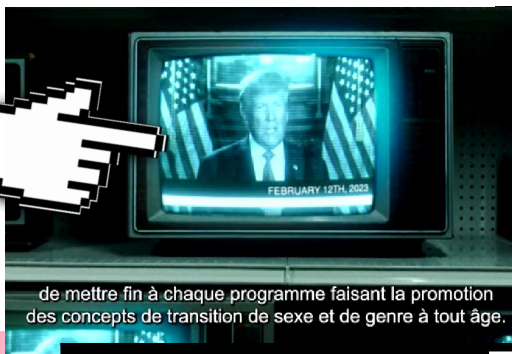 FEBRUARY 12TH, 2023
de mettre fin à chaque programme faisant la promotion
des concepts de transition de sexe et de genre à tout âge.